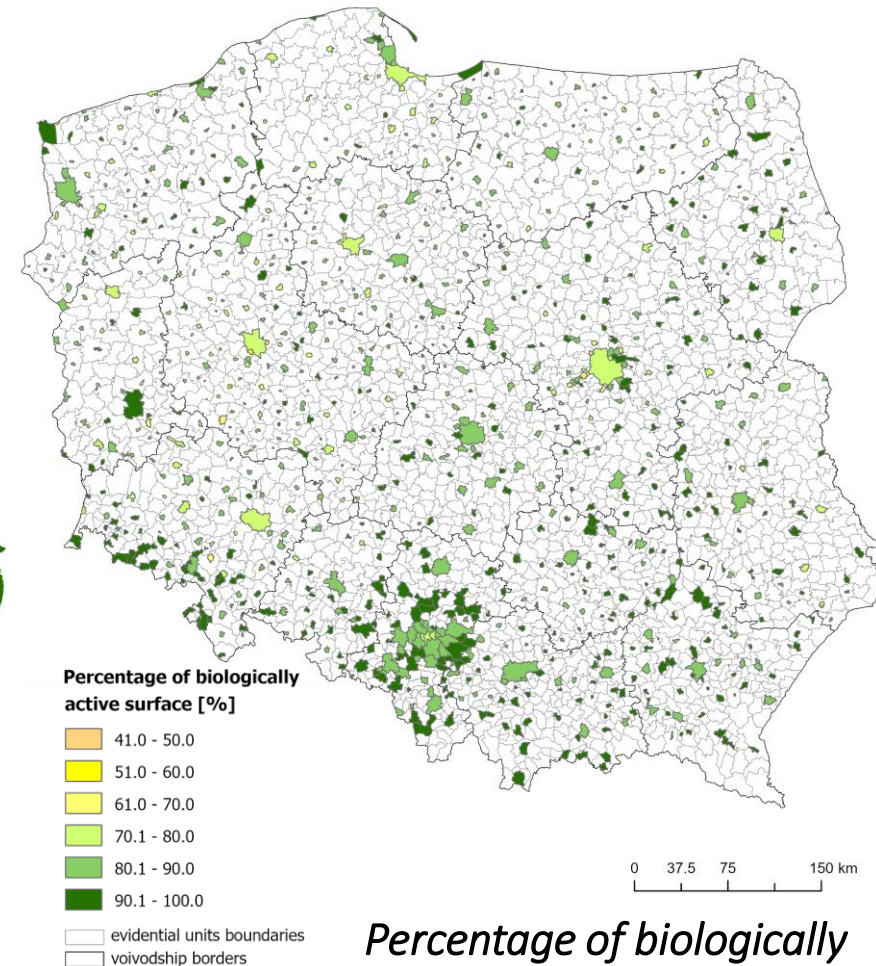 Percentage of biologically
active surface [%]
41.0 - 50.0
51.0 - 60.0
61.0 - 70.0
70.1 - 80.0
80.1 - 90.0
90.1 - 100.0
evidential units boundaries
voivodship borders
0 37.5 75 150 km
Percentage of biologically